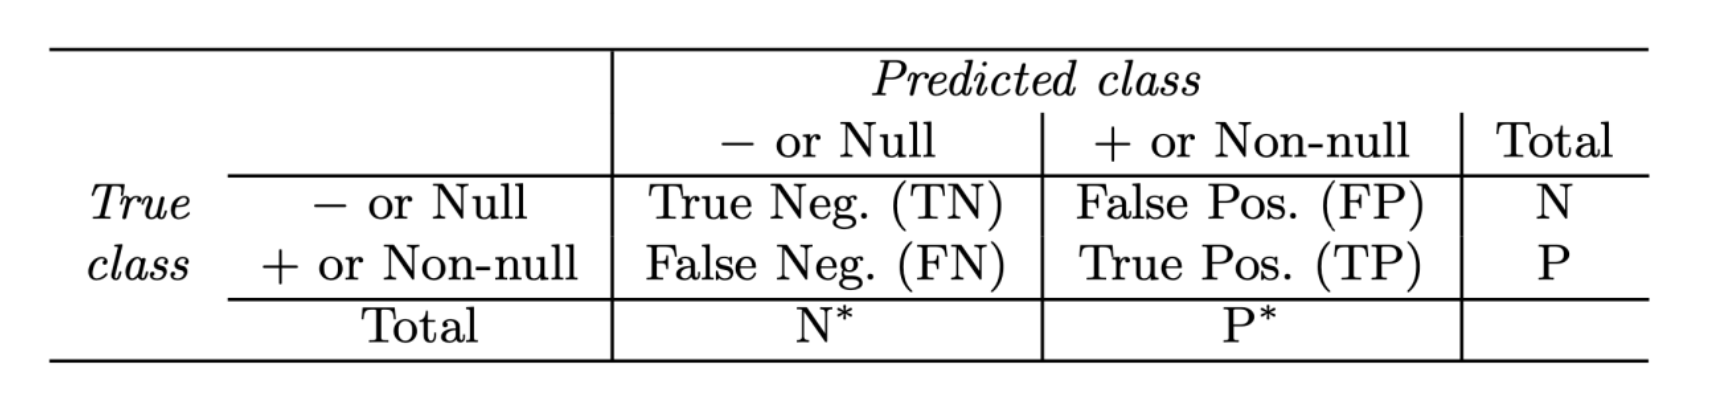 Predicted class
− or Null + or Non-null Total
True − or Null True Neg. (TN) False Pos. (FP) N
class + or Non-null False Neg. (FN) True Pos. (TP) P
Total N* P*